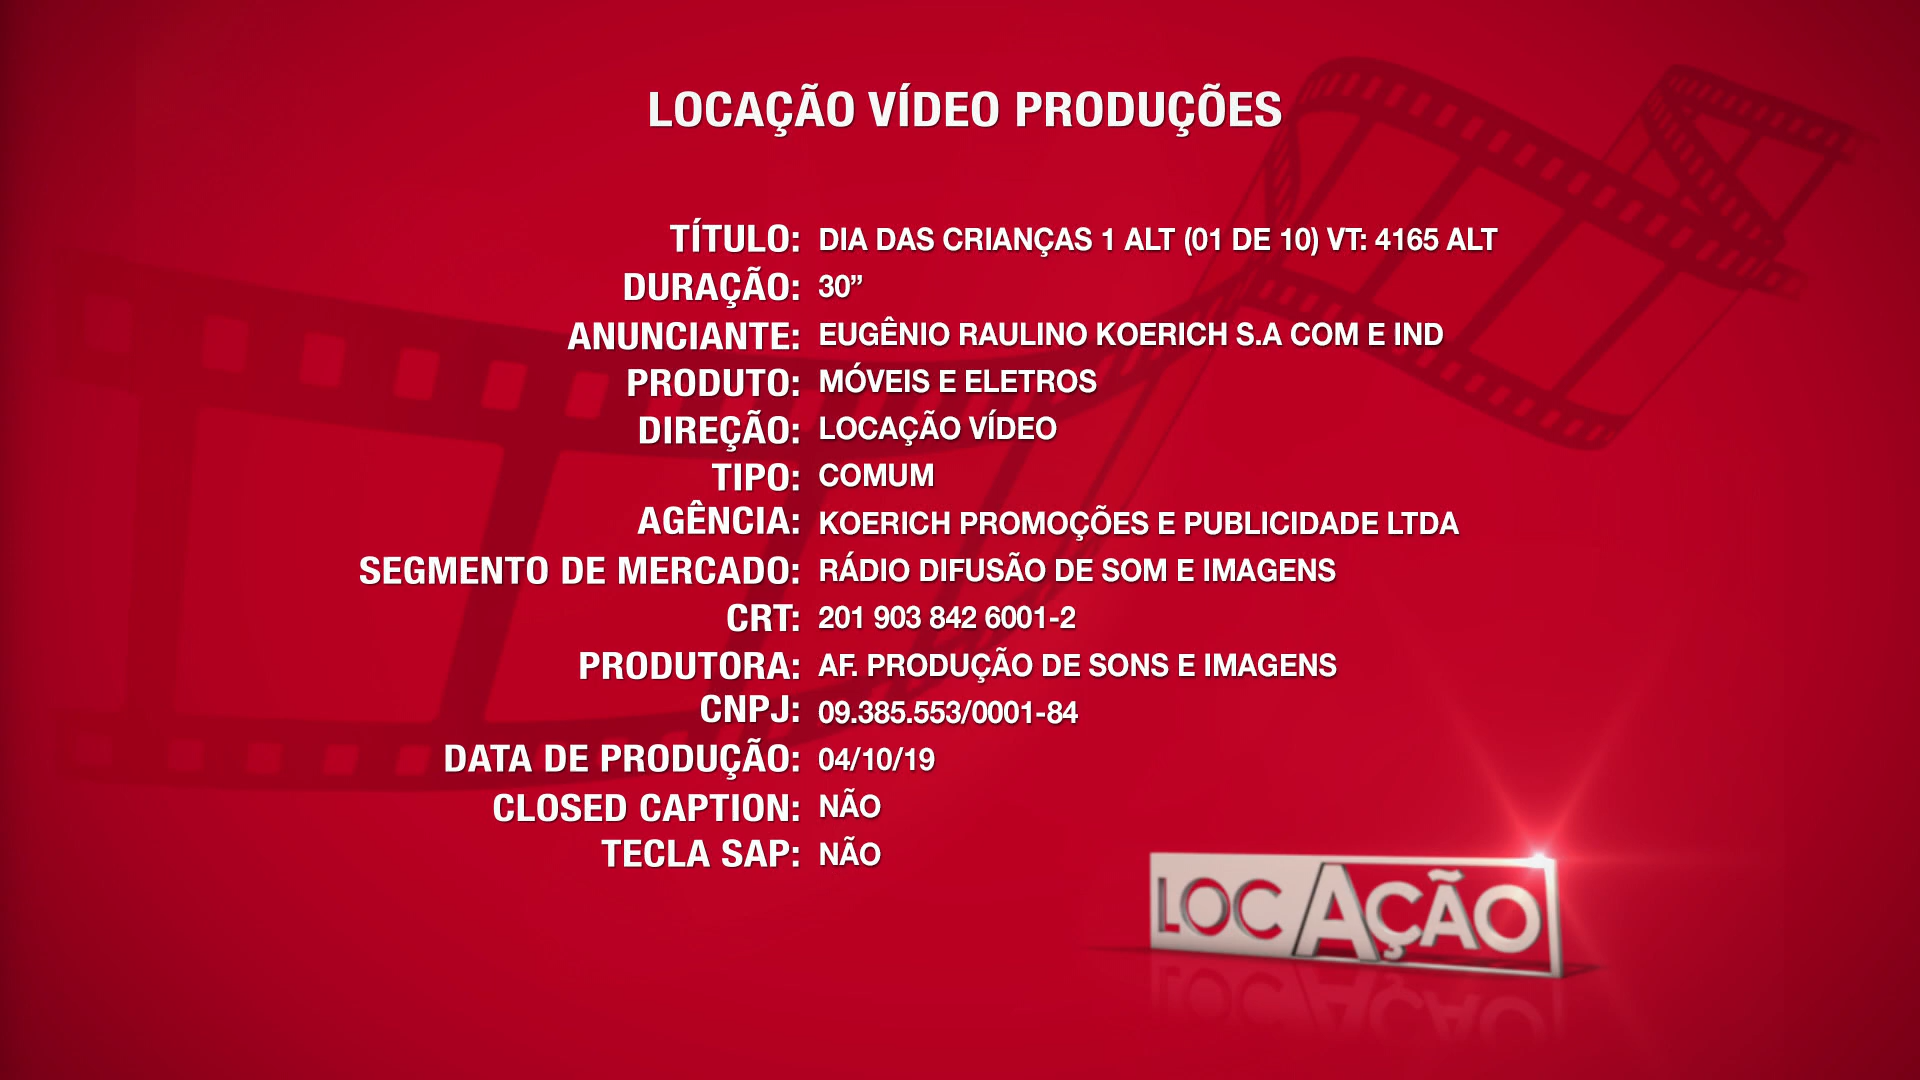 LOCAÇÃO VÍDEO PRODUÇÕES
TÍTULO: DIA DAS CRIANÇAS 1 ALT (01 DE 10) VT: 4165 ALT
DURAÇÃO: 30”
ANUNCIANTE: EUGÊNIO RAULINO KOERICH S.A COM E IND
PRODUTO: MÓVEIS E ELETROS
DIREÇÃO: LOCAÇÃO VÍDEO
TIPO: COMUM
AGÊNCIA: KOERICH PROMOÇÕES E PUBLICIDADE LTDA
SEGMENTO DE MERCADO: RÁDIO DIFUSÃO DE SOM E IMAGENS
CRT: 201 903 842 6001-2
PRODUTORA: AF. PRODUÇÃO DE SONS E IMAGENS
CNPJ: 09.385.553/0001-84
DATA DE PRODUÇÃO: 04/10/19
CLOSED CAPTION: NÃO
TECLA SAP: NÃO
LOCAÇÃO